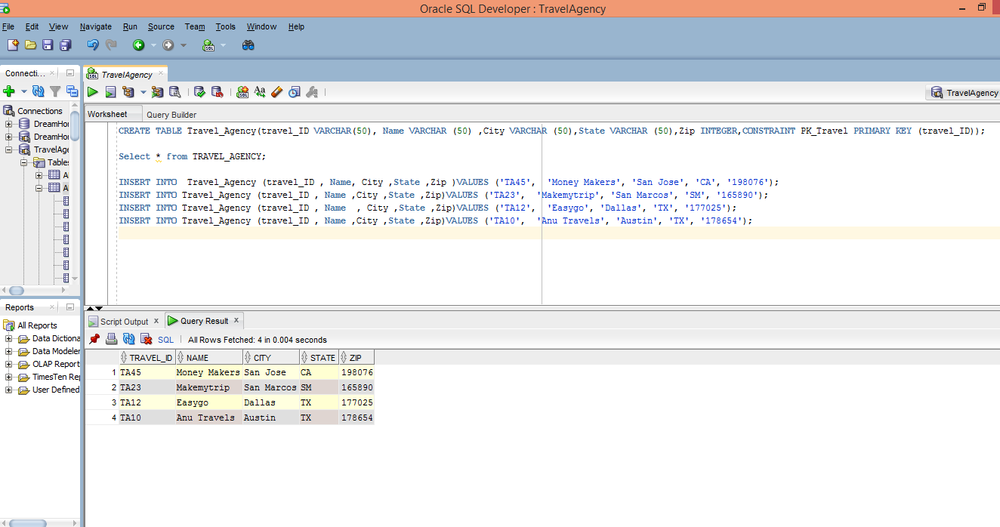 Oracle SQL Developer : TravelAgency
File Edit View Navigate Run Source Team Tools Window Help
Connecti... ×
TravelAgency ×
TravelAgency
Connections
DreamHo
DreamHo
TravelAge
Tables
A
A
Worksheet Query Builder
CREATE TABLE Travel_Agency(travel_ID VARCHAR(50), Name VARCHAR (50) ,City VARCHAR (50),State VARCHAR (50),Zip INTEGER,CONSTRAINT PK_Travel PRIMARY KEY (travel_ID));
Select * from TRAVEL_AGENCY;
INSERT INTO  Travel_Agency (travel_ID , Name, City ,State ,Zip )VALUES ('TA45',  'Money Makers', 'San Jose', 'CA', '198076');
INSERT INTO Travel_Agency (travel_ID , Name ,City ,State ,Zip)VALUES ('TA23',  'Makemytrip', 'San Marcos', 'SM', '165890');
INSERT INTO Travel_Agency (travel_ID , Name  , City ,State ,Zip)VALUES ('TA12',  'Easygo', 'Dallas', 'TX', '177025');
INSERT INTO Travel_Agency (travel_ID , Name ,City ,State ,Zip)VALUES ('TA10',  'Anu Travels', 'Austin', 'TX', '178654');
Reports ×
All Reports
Data Dictiona
Data Modeler
OLAP Report
TimesTen Rep
User Defined
Script Output × Query Result ×
SQL | All Rows Fetched: 4 in 0.004 seconds
TRAVEL_ID NAME CITY STATE ZIP
1 TA45 Money Makers San Jose CA 198076
2 TA23 Makemytrip San Marcos SM 165890
3 TA12 Easygo Dallas TX 177025
4 TA10 Anu Travels Austin TX 178654